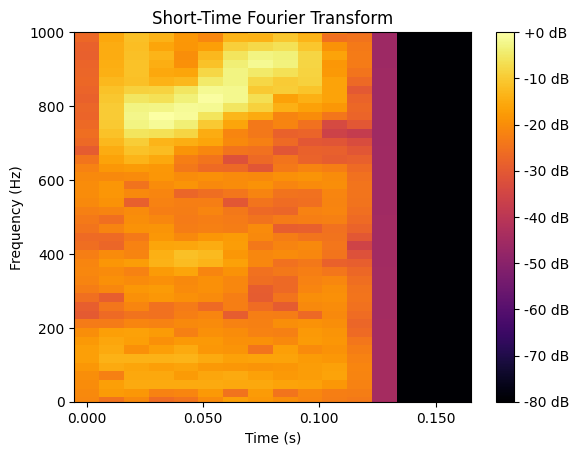 Short-Time Fourier Transform
Frequency (Hz)
1000
800
600
400
200
0
0.000
0.050
0.100
0.150
Time (s)
+0 dB
-10 dB
-20 dB
-30 dB
-40 dB
-50 dB
-60 dB
-70 dB
-80 dB